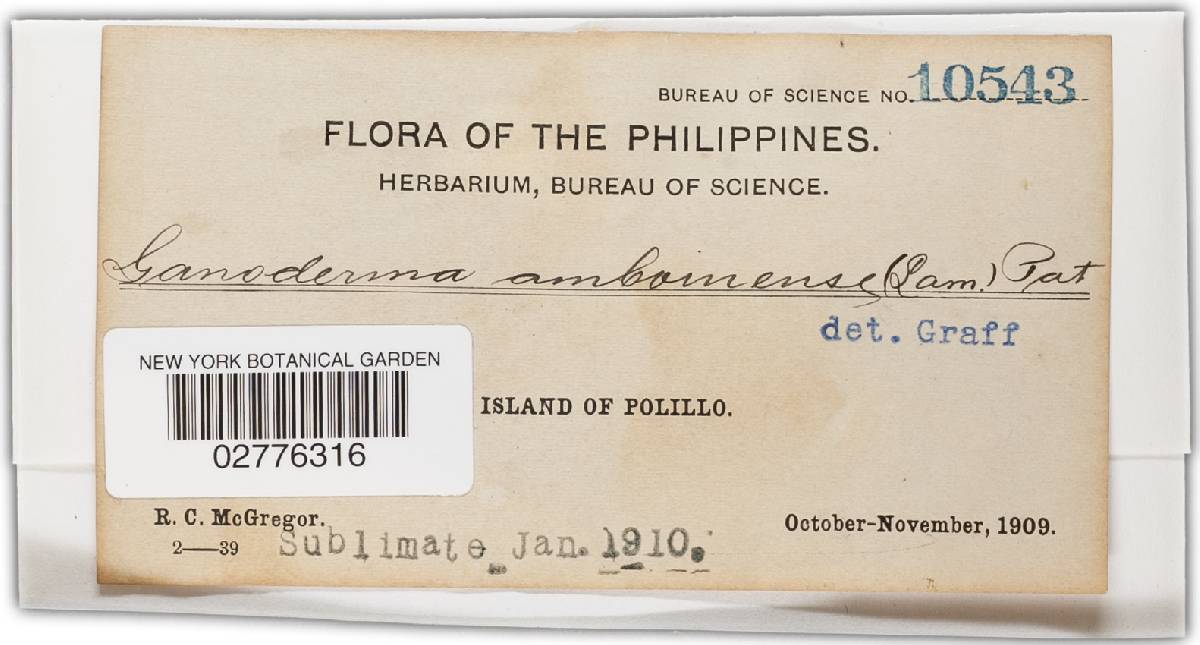 BUREAU OF SCIENCE NO. 10543
FLORA OF THE PHILIPPINES.
HERBARIUM, BUREAU OF SCIENCE.
Ganoderma amboinense (Lam.) Pat
det. Graff
NEW YORK BOTANICAL GARDEN
02776316
ISLAND OF POLILLO.
R. C. McGregor.
October-November, 1909.
2—39
Sublimate Jan. 1910.